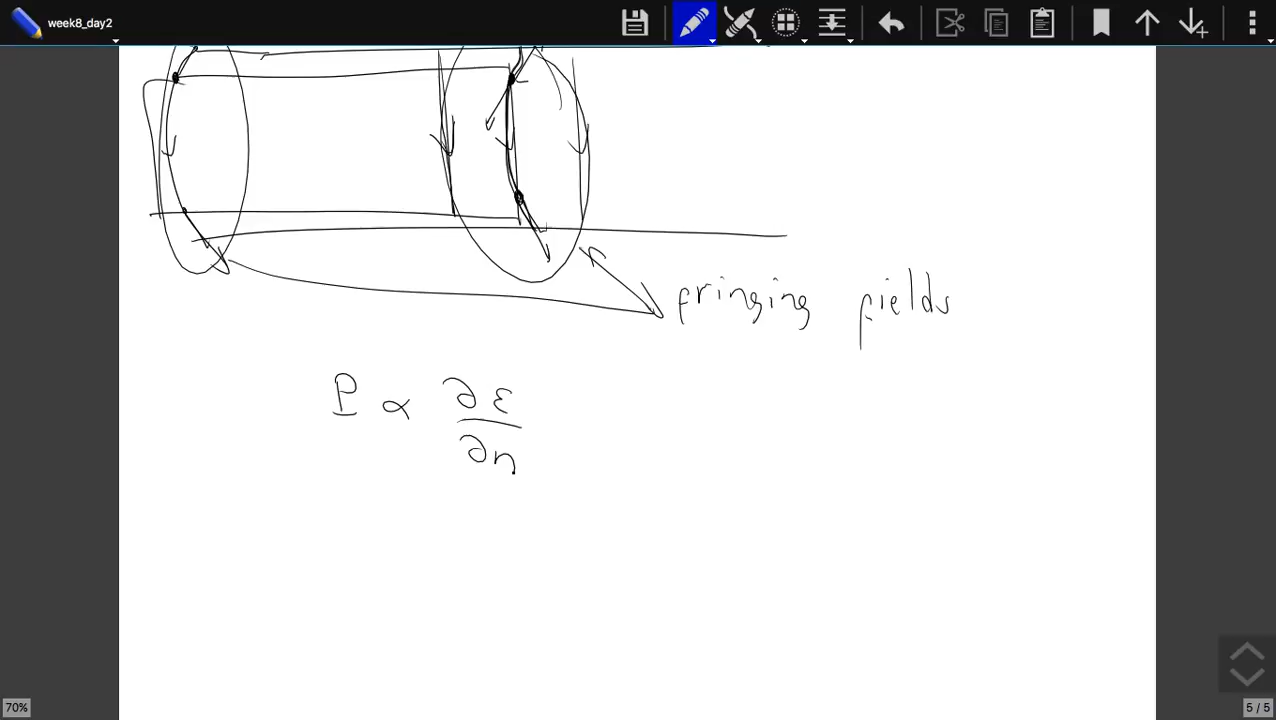 week8_day2
fringing fields
P ∝ ∂ε
∂n
70%
5 / 5